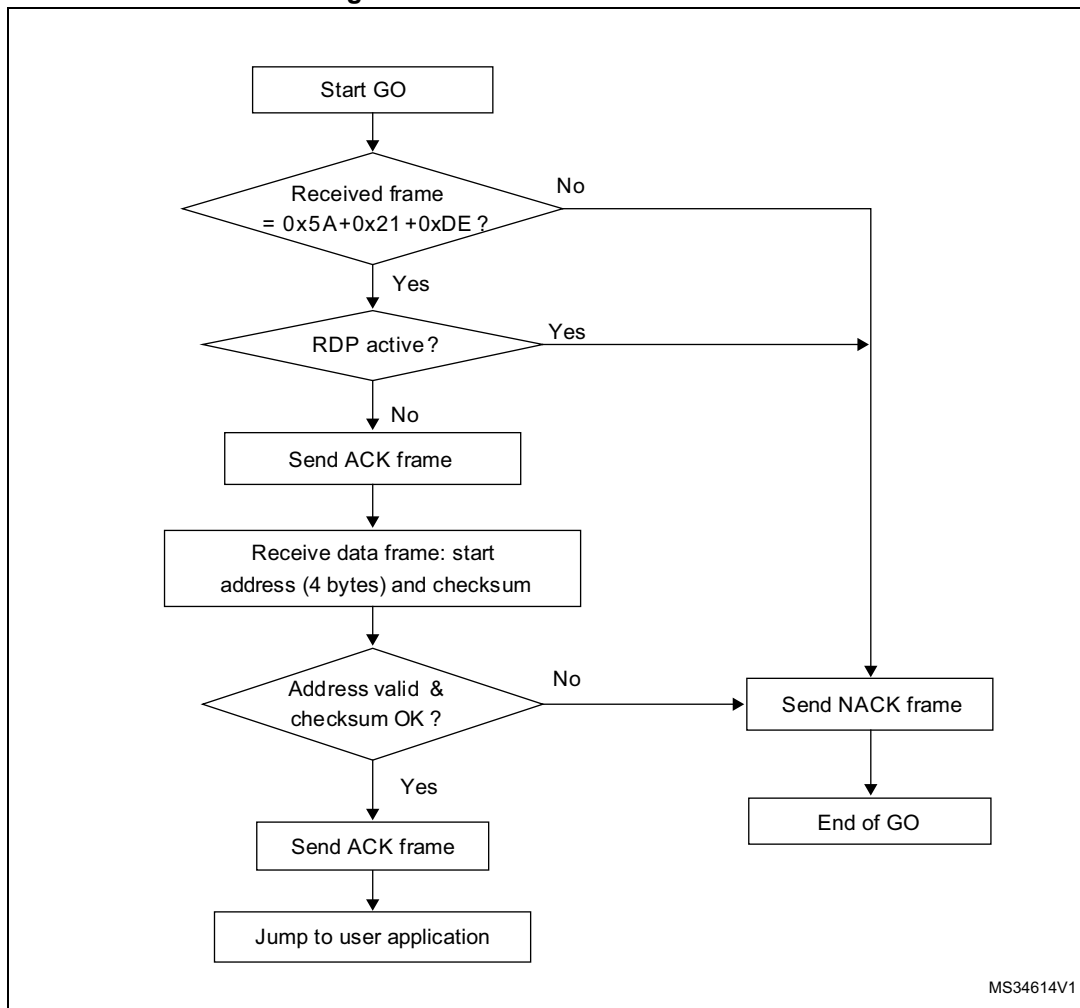 Start GO
Received frame
= 0x5A+0x21+0xDE ?
No
Yes
RDP active?
Yes
No
Send ACK frame
Receive data frame: start
address (4 bytes) and checksum
Address valid &
checksum OK ?
No
Send NACK frame
Yes
End of GO
Send ACK frame
Jump to user application
MS34614V1